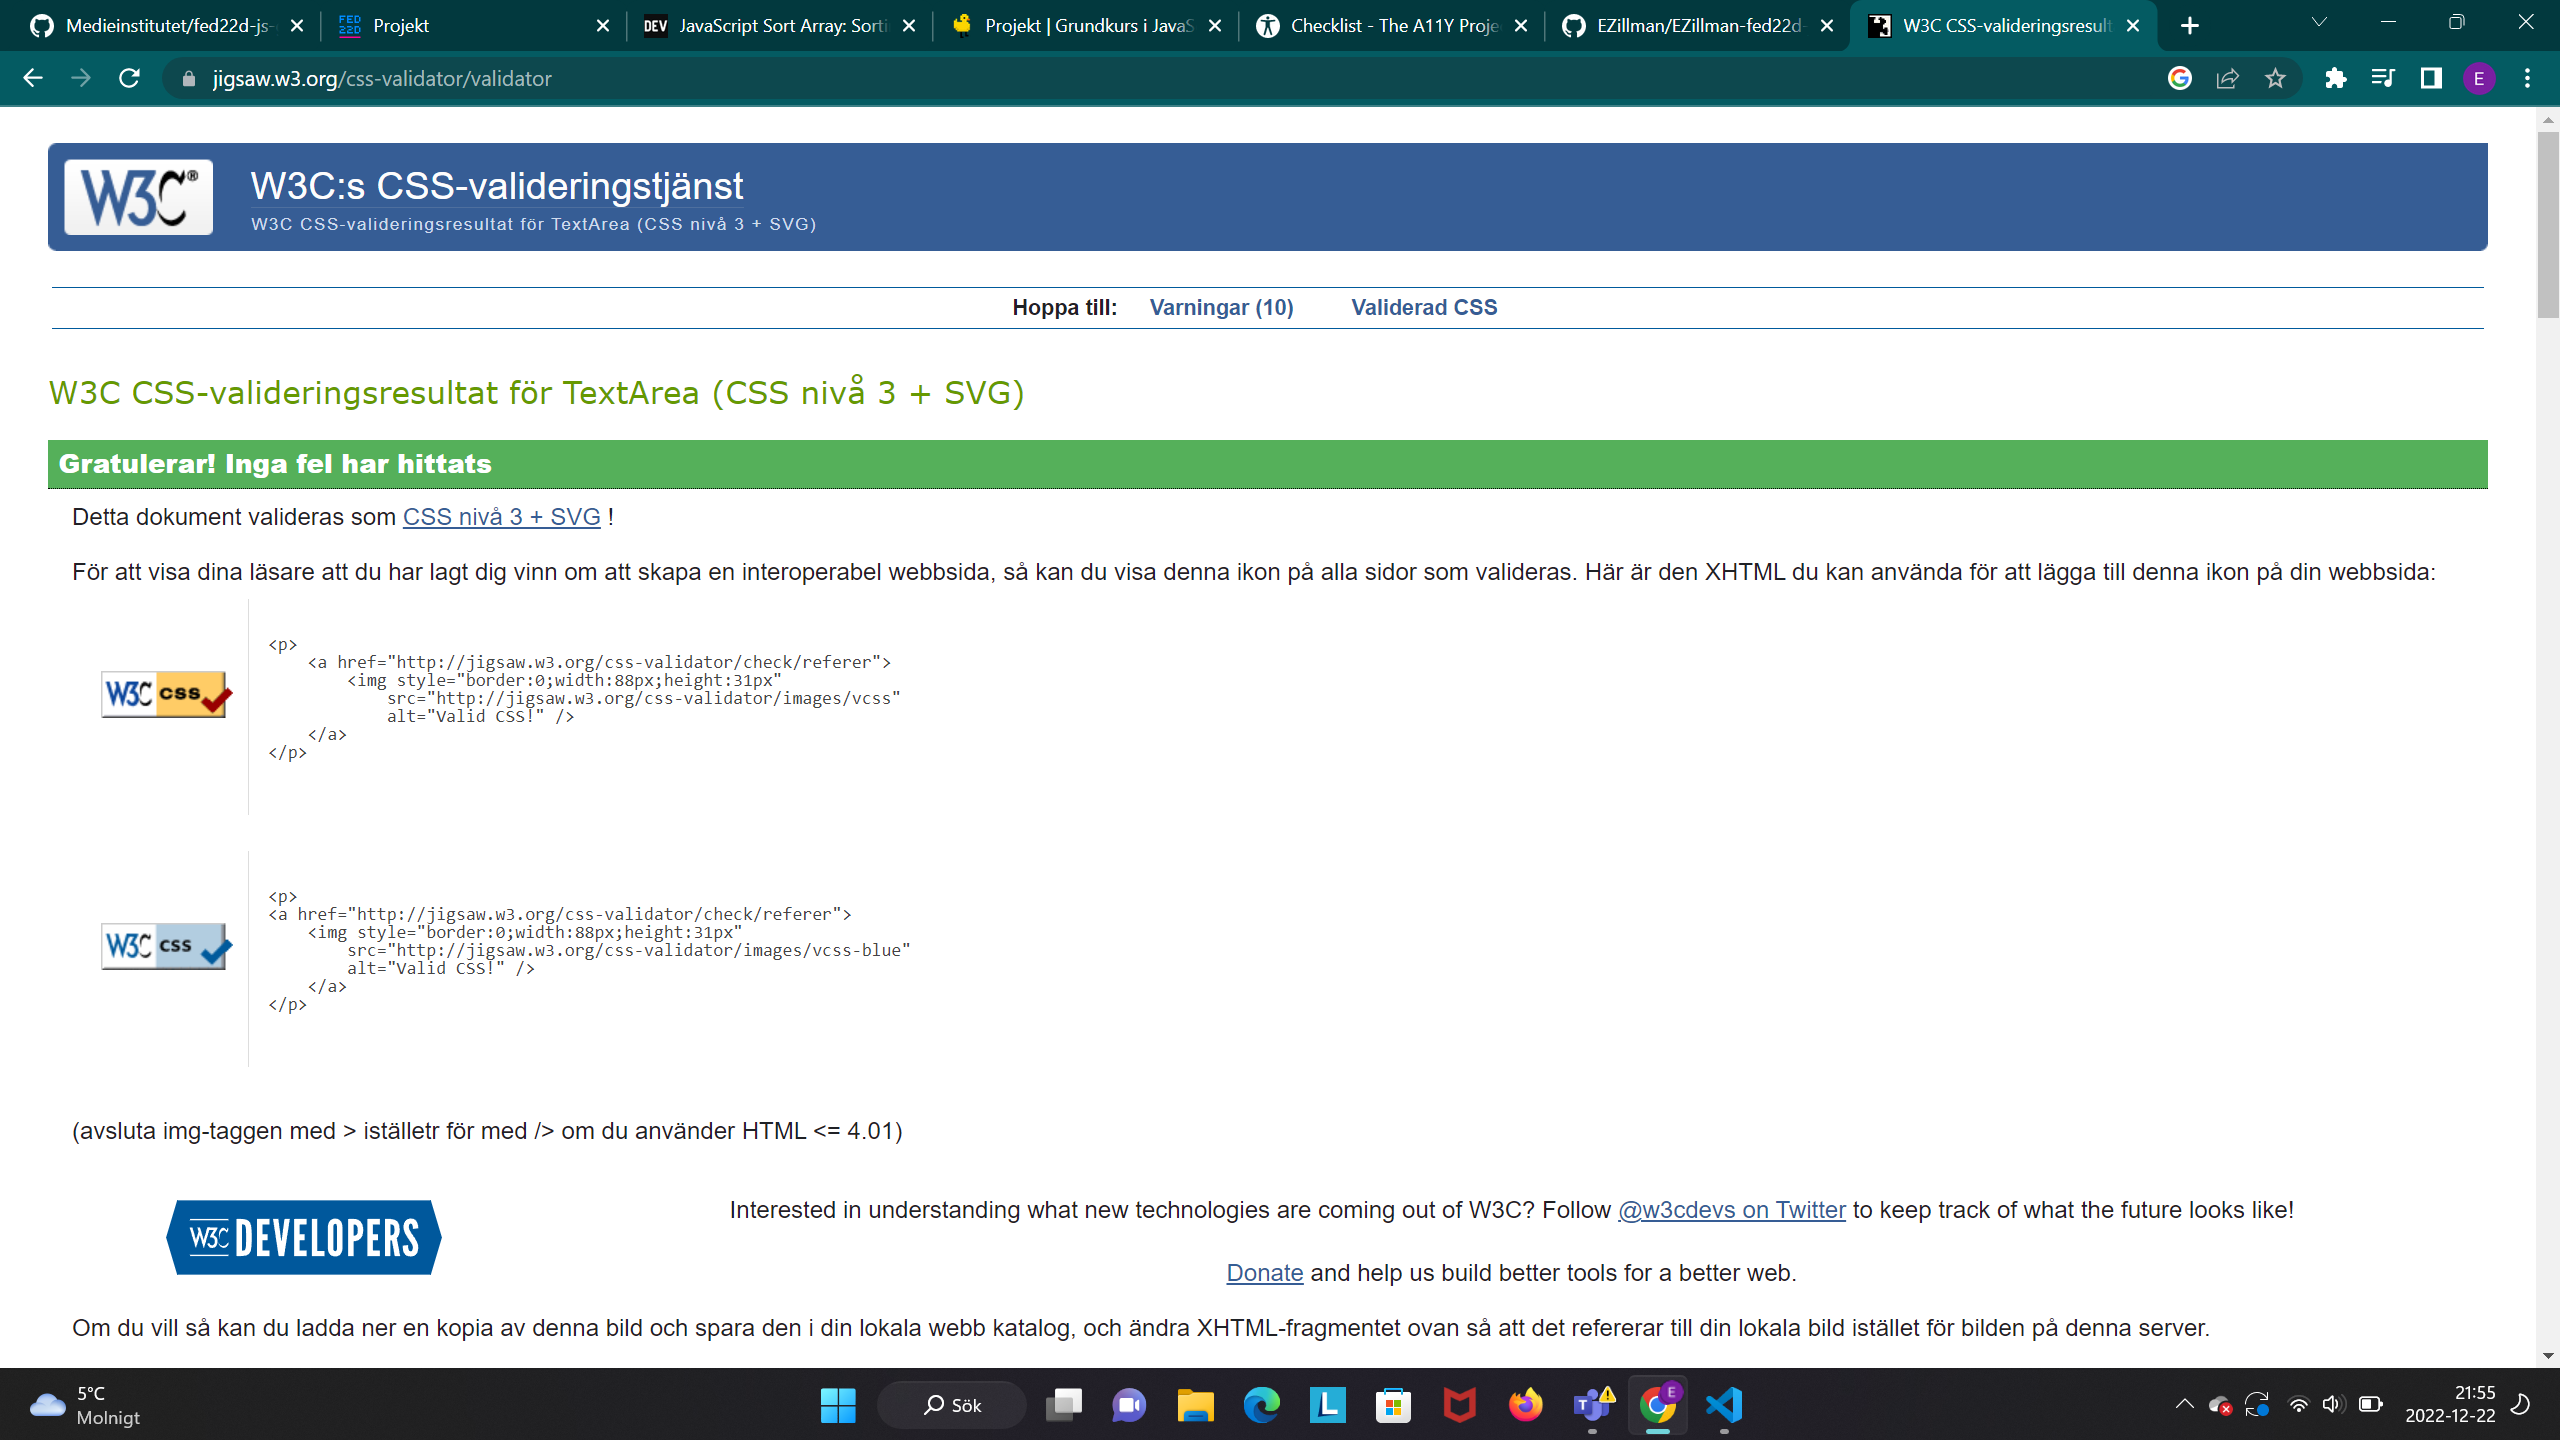 Medieinstitutet/fed22d-js-
FED22D Projekt
DEV JavaScript Sort Array: Sorti
Projekt | Grundkurs i JavaS
Checklist - The A11Y Proje
EZillman/EZillman-fed22d-
W3C CSS-valideringsresult
jigsaw.w3.org/css-validator/validator
E
W3C®
W3C:s CSS-valideringstjänst
W3C CSS-valideringsresultat för TextArea (CSS nivå 3 + SVG)
Hoppa till: Varningar (10) Validerad CSS
W3C CSS-valideringsresultat för TextArea (CSS nivå 3 + SVG)
Gratulerar! Inga fel har hittats
Detta dokument valideras som CSS nivå 3 + SVG !
För att visa dina läsare att du har lagt dig vinn om att skapa en interoperabel webbsida, så kan du visa denna ikon på alla sidor som valideras. Här är den XHTML du kan använda för att lägga till denna ikon på din webbsida:
W3C css
<p>
<a href="http://jigsaw.w3.org/css-validator/check/referer">
<img style="border:0;width:88px;height:31px"
src="http://jigsaw.w3.org/css-validator/images/vcss"
alt="Valid CSS!" />
</a>
</p>
W3C css
<p>
<a href="http://jigsaw.w3.org/css-validator/check/referer">
<img style="border:0;width:88px;height:31px"
src="http://jigsaw.w3.org/css-validator/images/vcss-blue"
alt="Valid CSS!" />
</a>
</p>
(avsluta img-taggen med > iställetr för med /> om du använder HTML <= 4.01)
W3C DEVELOPERS
Interested in understanding what new technologies are coming out of W3C? Follow @w3cdevs on Twitter to keep track of what the future looks like!
Donate and help us build better tools for a better web.
Om du vill så kan du ladda ner en kopia av denna bild och spara den i din lokala webb katalog, och ändra XHTML-fragmentet ovan så att det refererar till din lokala bild istället för bilden på denna server.
5°C
Molnigt
Sök
L
T
E
21:55
2022-12-22